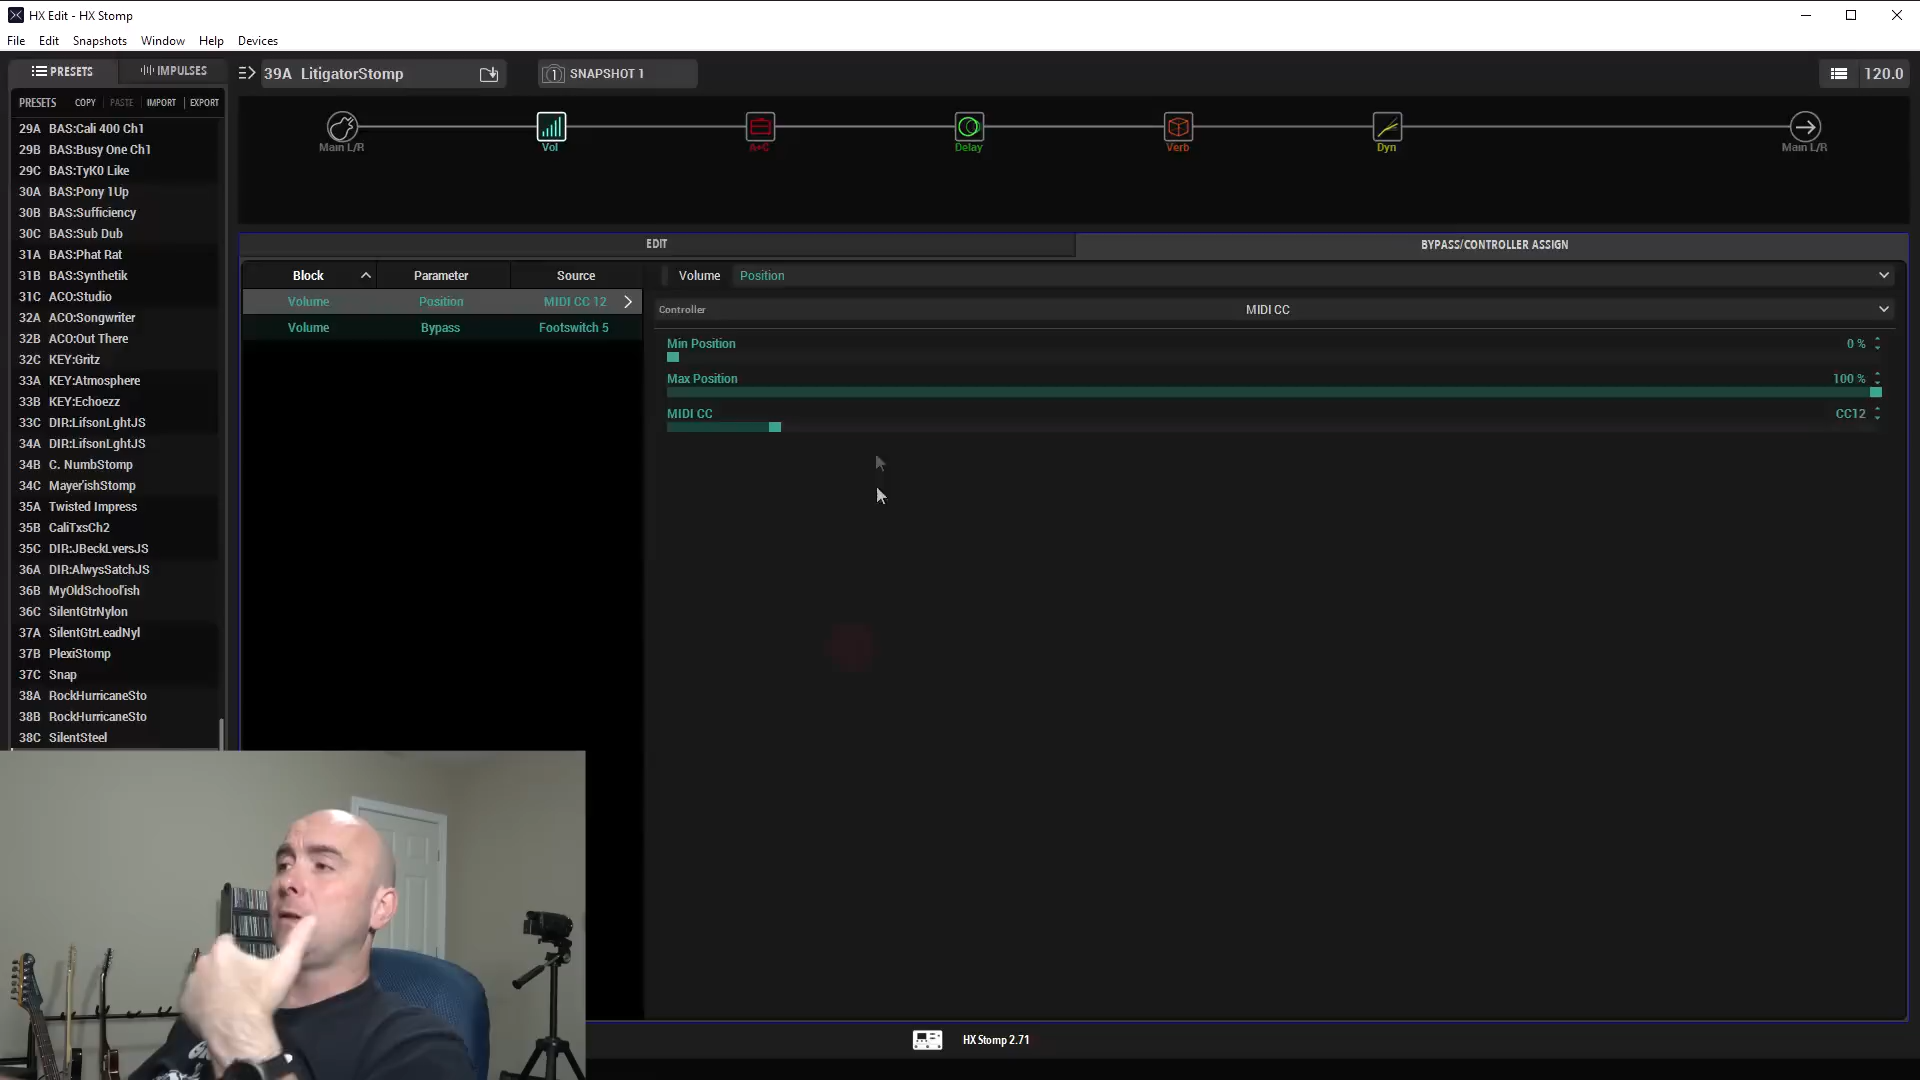 HX Edit - HX Stomp
File Edit Snapshots Window Help Devices
PRESETS IMPULSES
39A LitigatorStomp
1 SNAPSHOT 1
120.0
PRESETS COPY PASTE IMPORT EXPORT
29A BAS:Cali 400 Ch1
29B BAS:Busy One Ch1
29C BAS:TyK0 Like
30A BAS:Pony 1Up
30B BAS:Sufficiency
30C BAS:Sub Dub
31A BAS:Phat Rat
31B BAS:Synthetik
31C ACO:Studio
32A ACO:Songwriter
32B ACO:Out There
32C KEY:Gritz
33A KEY:Atmosphere
33B KEY:Echoezz
33C DIR:LifsonLghtJS
34A DIR:LifsonLghtJS
34B C. NumbStomp
34C Mayer'ishStomp
35A Twisted Impress
35B CaliTxsCh2
35C DIR:JBeckLversJS
36A DIR:AlwysSatchJS
36B MyOldSchool'ish
36C SilentGtrNylon
37A SilentGtrLeadNyl
37B PlexiStomp
37C Snap
38A RockHurricaneSto
38B RockHurricaneSto
38C SilentSteel
Main L/R Vol A+C Delay Verb Dyn Main L/R
EDIT BYPASS/CONTROLLER ASSIGN
Block Parameter Source
Volume Position MIDI CC 12
Volume Bypass Footswitch 5
Volume Position
Controller MIDI CC
Min Position 0 %
Max Position 100 %
MIDI CC CC12
HX Stomp 2.71